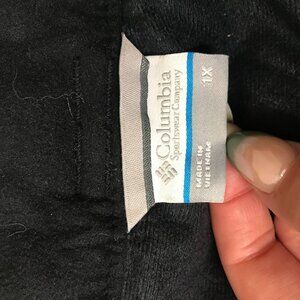 Columbia
Sportswear Company
1X
MADE IN
VIETNAM